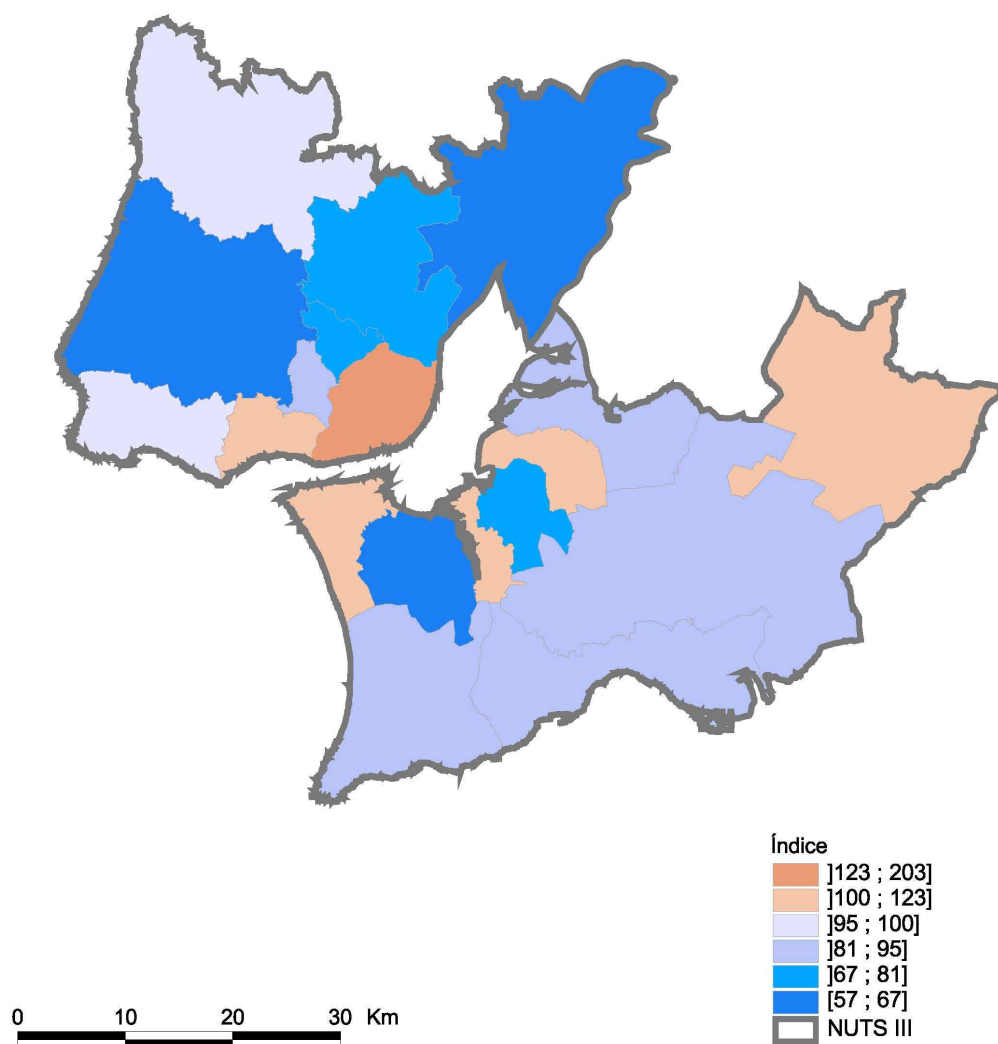 Índice
]123 ; 203]
]100 ; 123]
]95 ; 100]
]81 ; 95]
]67 ; 81]
[57 ; 67]
NUTS III
0 10 20 30 Km